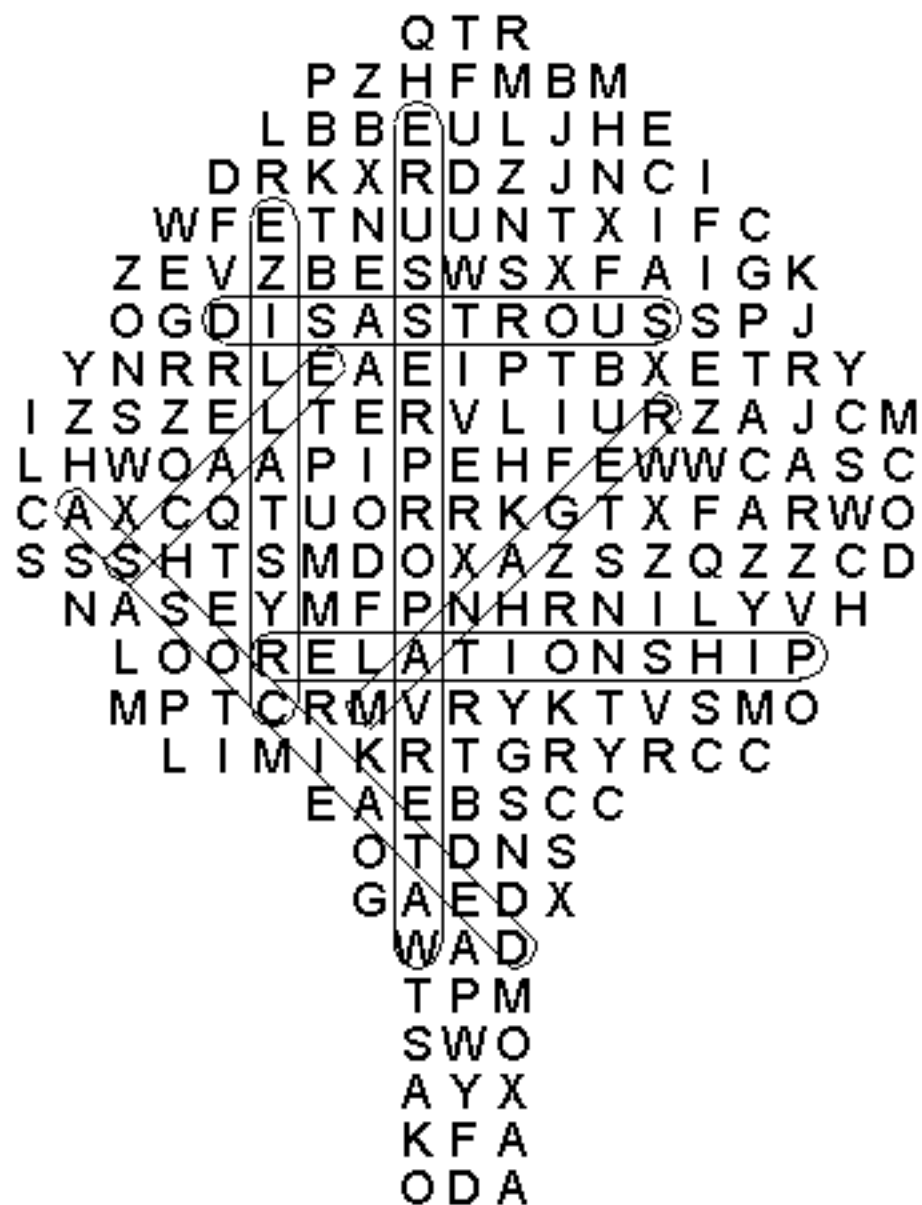 Q T R
P Z H F M B M
L B B E U L J H E
D R K X R D Z J N C I
W F E T N U U N T X I F C
Z E V Z B E S W S X F A I G K
O G D I S A S T R O U S S P J
Y N R R L E A E I P T B X E T R Y
I Z S Z E L T E R V L I U R Z A J C M
L H W O A A P I P E H F E W W C A S C
C A X C Q T U O R R K G T X F A R W O
S S S H T S M D O X A Z S Z Q Z Z C D
N A S E Y M F P N H R N I L Y V H
L O O R E L A T I O N S H I P
M P T C R M V R Y K T V S M O
L I M I K R T G R Y R C C
E A E B S C C
O T D N S
G A E D X
W A D
T P M
S W O
A Y X
K F A
O D A